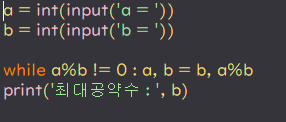 a = int(input('a = '))
b = int(input('b = '))
while a%b != 0 : a, b = b, a%b
print('최대공약수 : ', b)